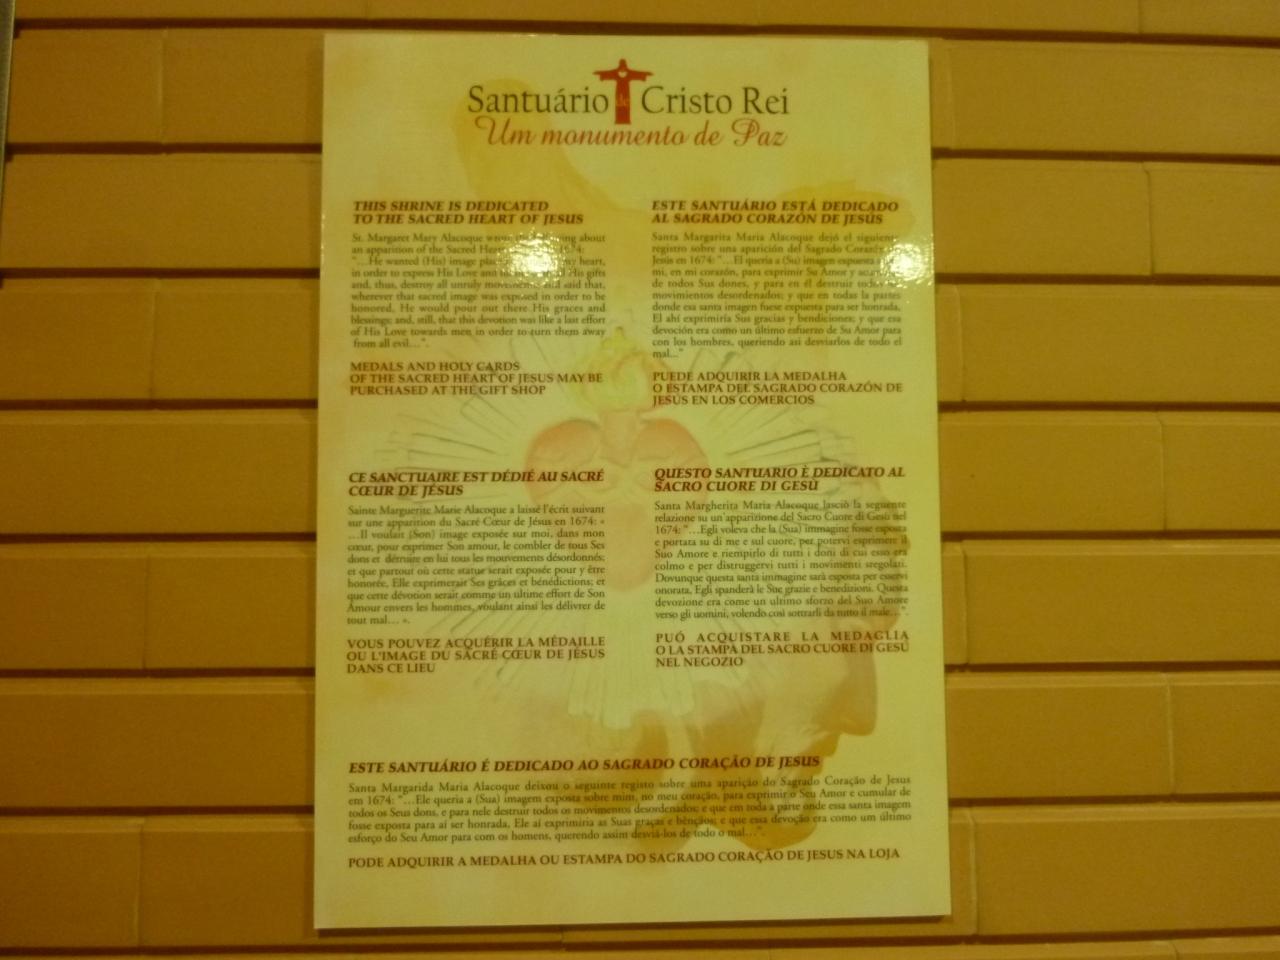 Santuário de Cristo Rei
Um monumento de Paz
THIS SHRINE IS DEDICATED
TO THE SACRED HEART OF JESUS
St. Margaret Mary Alacoque wrote the following about
an apparition of the Sacred Heart 1674:
"…He wanted (His) image my heart,
in order to express His Love and His gifts
and, thus, destroy all unruly movements and said that,
wherever that sacred image was exposed in order to be
honored, He would pour out there His graces and
blessings; and, still, that this devotion was like a last effort
of His Love towards men in order to turn them away
from all evil…".
MEDALS AND HOLY CARDS
OF THE SACRED HEART OF JESUS MAY BE
PURCHASED AT THE GIFT SHOP
ESTE SANTUÁRIO ESTÁ DEDICADO
AL SAGRADO CORAZÓN DE JESÚS
Santa Margarita Maria Alacoque dejó el siguiente
registro sobre una aparición del Sagrado Corazón de
Jesús en 1674: "…El queria a (Su) imagen expuesta
mi, en mi corazón, para exprimir Su Amor y
de todos Sus dones, y para en él destruir todos
movimientos desordenados; y que en todas la partes
donde esa santa imagen fuese expuesta para ser honrada,
El ahí exprimiría Sus gracias y bendiciones; y que esa
devoción era como un último esfuerzo de Su Amor para
con los hombres, queriendo asi desviarlos de todo el
mal..."
PUEDE ADQUIRIR LA MEDALHA
O ESTAMPA DEL SAGRADO CORAZÓN DE
JESÚS EN LOS COMERCIOS
CE SANCTUAIRE EST DÉDIÉ AU SACRÉ
CŒUR DE JÉSUS
Sainte Marguerite Marie Alacoque a laissé l'écrit suivant
sur une apparition du Sacré Cœur de Jésus en 1674: «
…Il voulait (Son) image exposée sur moi, dans mon
cœur, pour exprimer Son amour, le combler de tous Ses
dons et détruire en lui tous les mouvements désordonnés;
et que partout où cette statue serait exposée pour y être
honorée, Elle exprimerait Ses grâces et bénédictions; et
que cette dévotion serait comme un ultime effort de Son
Amour envers les hommes, voulant ainsi les délivrer de
tout mal… ».
VOUS POUVEZ ACQUÉRIR LA MÉDAILLE
OU L'IMAGE DU SACRÉ CŒUR DE JÉSUS
DANS CE LIEU
QUESTO SANTUARIO È DEDICATO AL
SACRO CUORE DI GESÙ
Santa Margherita Maria Alacoque lasciò la seguente
relazione su un'apparizione del Sacro Cuore di Gesù nel
1674: "…Egli voleva che la (Sua) immagine fosse esposta
e portata su di me e sul cuore, per potervi esprimere il
Suo Amore e riempirlo di tutti i doni di cui esso era
colmo e per distruggervi tutti i movimenti sregolati.
Dovunque questa santa immagine sarà esposta per esservi
onorata, Egli spanderà le Sue grazie e benedizioni. Questa
devozione era come un ultimo sforzo del Suo Amore
verso gli uomini, volendo così sottrarli da tutto il male…".
PUÓ ACQUISTARE LA MEDAGLIA
O LA STAMPA DEL SACRO CUORE DI GESÙ
NEL NEGOZIO
ESTE SANTUÁRIO É DEDICADO AO SAGRADO CORAÇÃO DE JESUS
Santa Margarida Maria Alacoque deixou o seguinte registo sobre uma aparição do Sagrado Coração de Jesus
em 1674: "…Ele queria a (Sua) imagem exposta sobre mim, no meu coração, para exprimir o Seu Amor e cumular de
todos os Seus dons, e para nele destruir todos os movimentos desordenados; e que em toda a parte onde essa santa imagem
fosse exposta para aí ser honrada, Ele aí exprimiria as Suas graças e bênçãos; e que essa devoção era como um último
esforço do Seu Amor para com os homens, querendo assim desviá-los de todo o mal…".
PODE ADQUIRIR A MEDALHA OU ESTAMPA DO SAGRADO CORAÇÃO DE JESUS NA LOJA